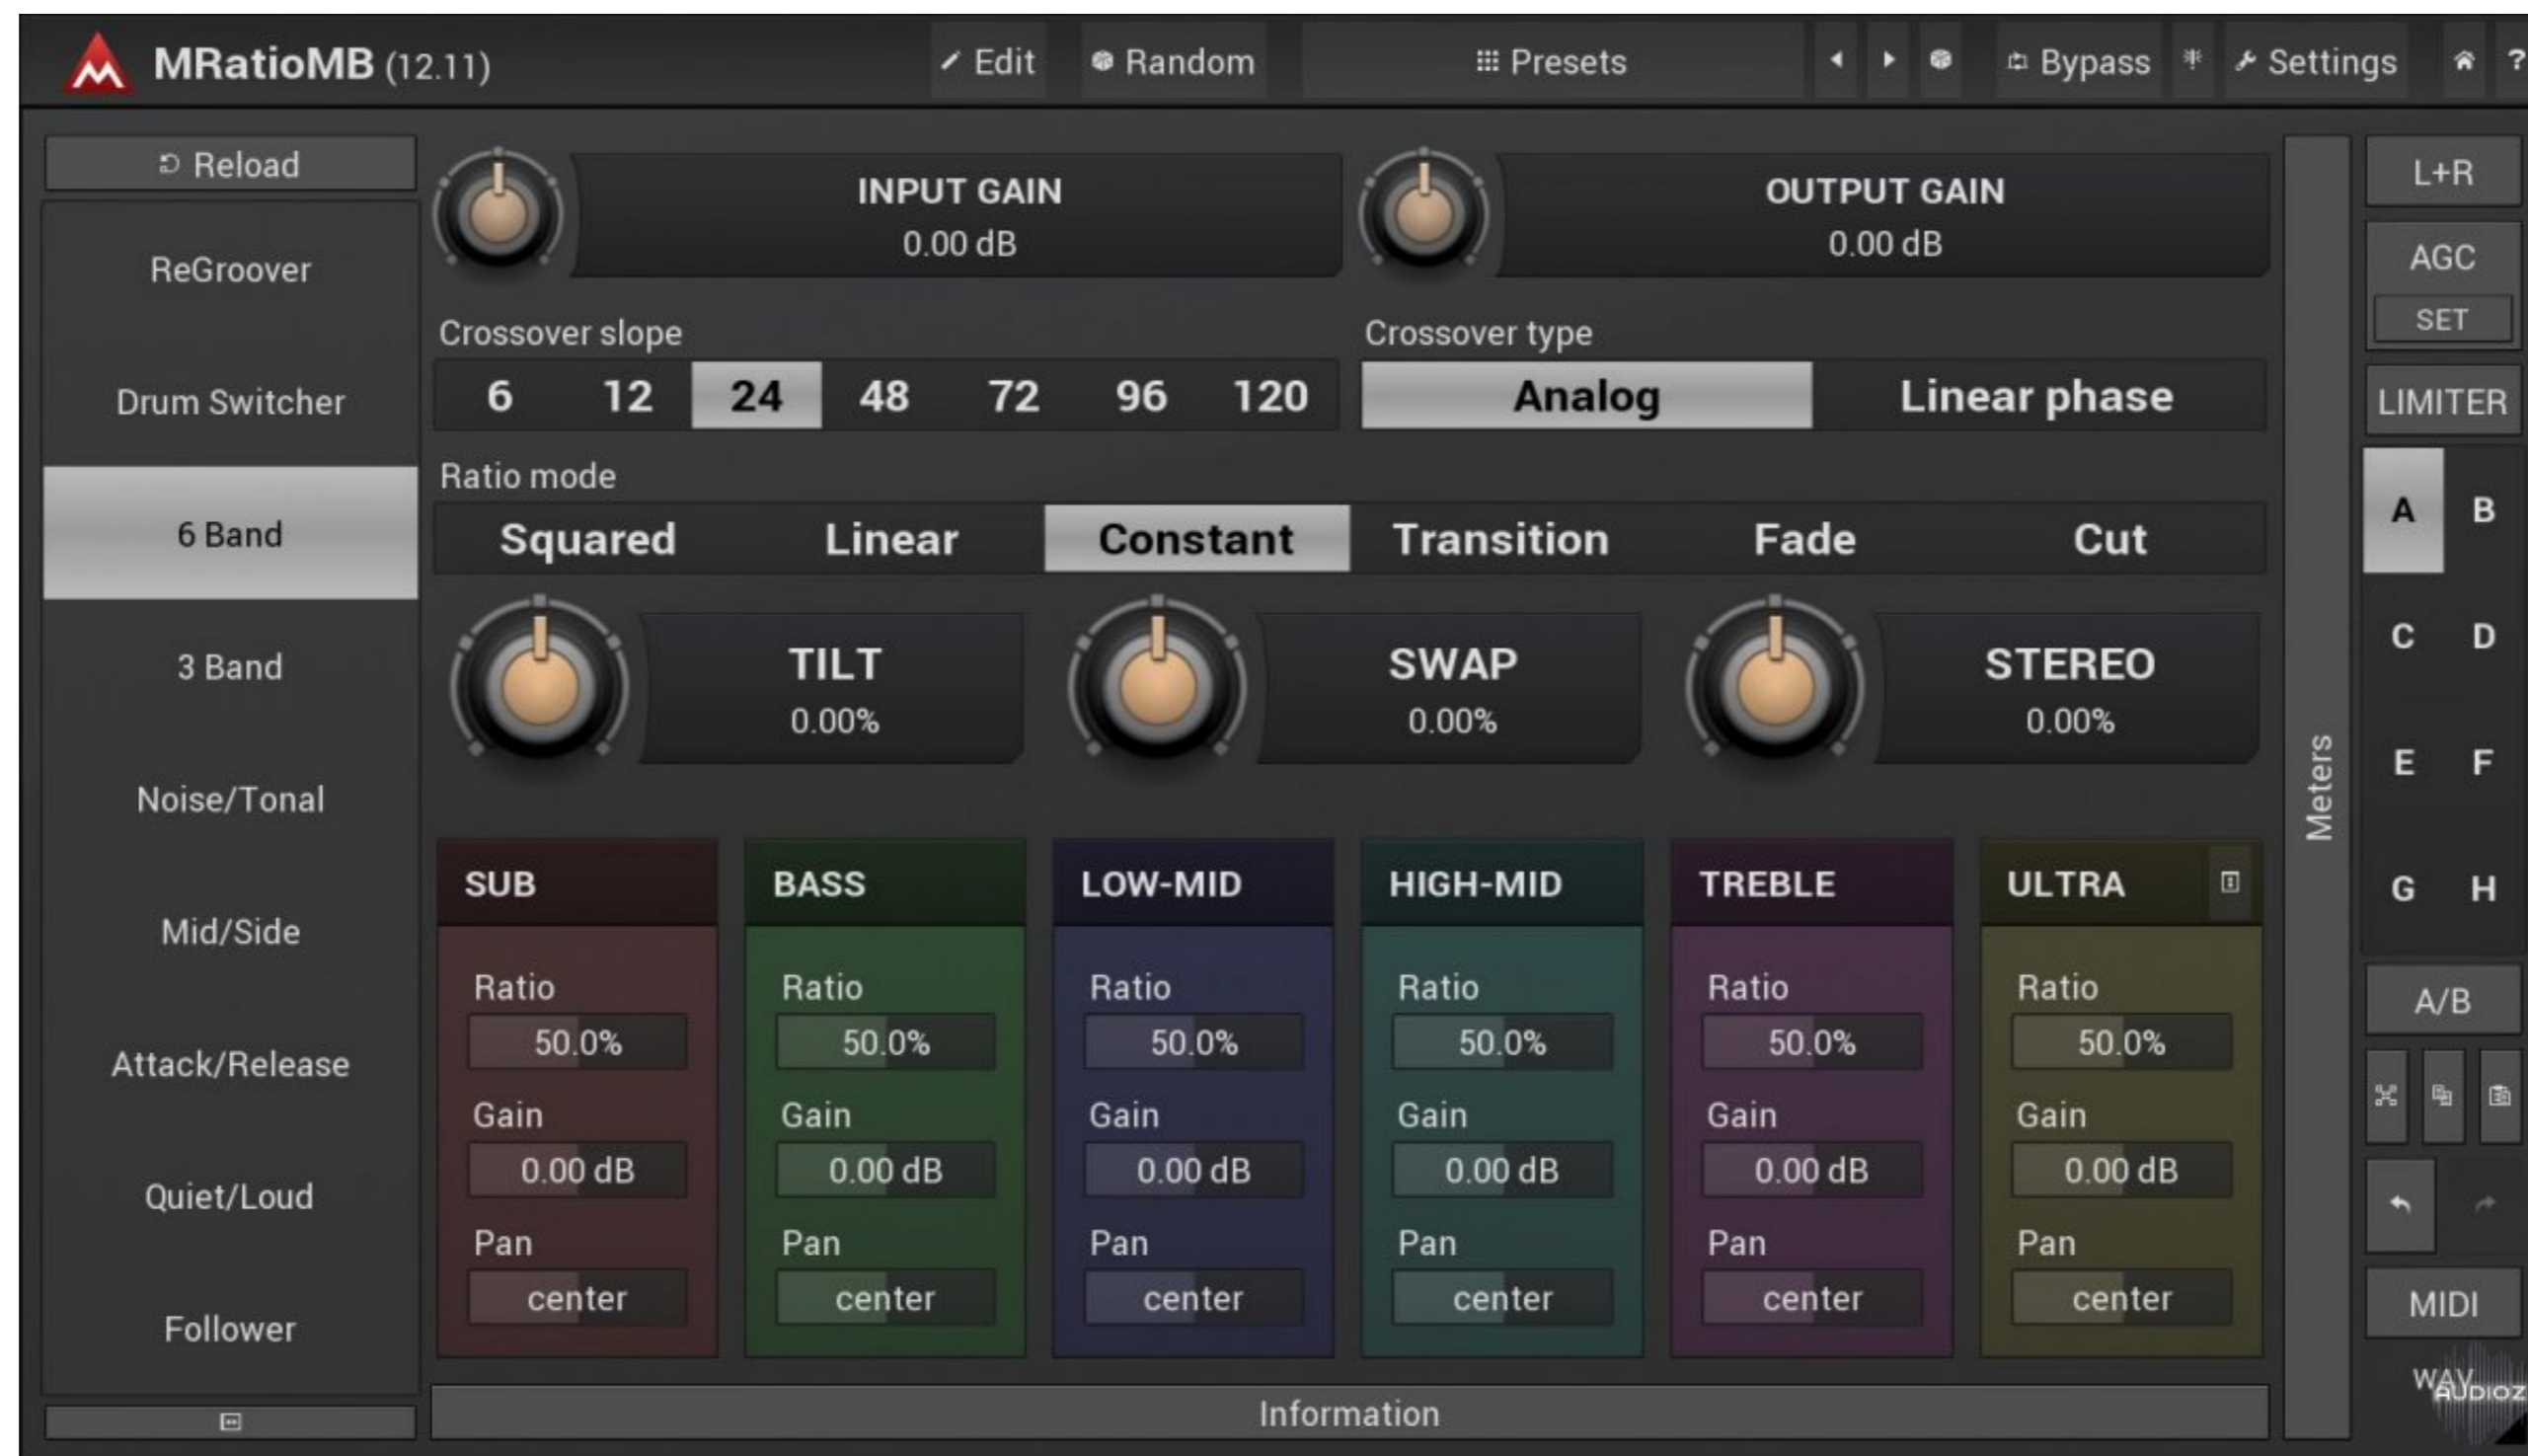 MRatioMB (12.11) Edit Random Presets Bypass Settings ?
Reload
ReGroover
Drum Switcher
6 Band
3 Band
Noise/Tonal
Mid/Side
Attack/Release
Quiet/Loud
Follower
INPUT GAIN
0.00 dB
OUTPUT GAIN
0.00 dB
Crossover slope
6 12 24 48 72 96 120
Crossover type
Analog Linear phase
Ratio mode
Squared Linear Constant Transition Fade Cut
TILT
0.00%
SWAP
0.00%
STEREO
0.00%
SUB
Ratio
50.0%
Gain
0.00 dB
Pan
center
BASS
Ratio
50.0%
Gain
0.00 dB
Pan
center
LOW-MID
Ratio
50.0%
Gain
0.00 dB
Pan
center
HIGH-MID
Ratio
50.0%
Gain
0.00 dB
Pan
center
TREBLE
Ratio
50.0%
Gain
0.00 dB
Pan
center
ULTRA
Ratio
50.0%
Gain
0.00 dB
Pan
center
Information
Meters
L+R
AGC
SET
LIMITER
A B
C D
E F
G H
A/B
MIDI
WAV
AUDIOZ